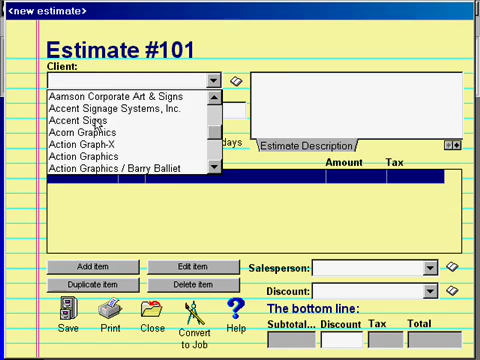 <new estimate>
Estimate #101
Client:
Aamson Corporate Art & Signs
Accent Signage Systems, Inc.
Accent Signs
Acorn Graphics
Action Graph-X
Action Graphics
Action Graphics / Barry Balliet
days
Estimate Description
Amount Tax
Add item Edit item
Duplicate item Delete item
Salesperson:
Discount:
Save Print Close Convert to Job Help
The bottom line:
Subtotal... Discount Tax Total